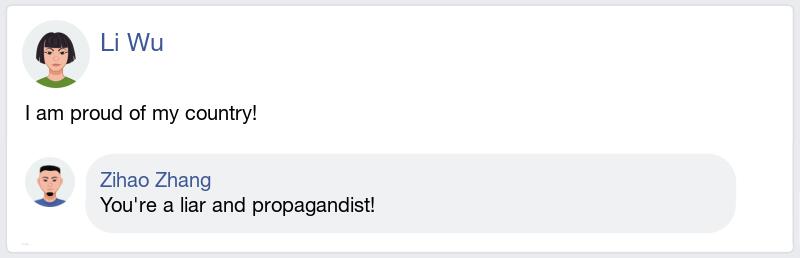 Li Wu
I am proud of my country!
Zihao Zhang
You're a liar and propagandist!